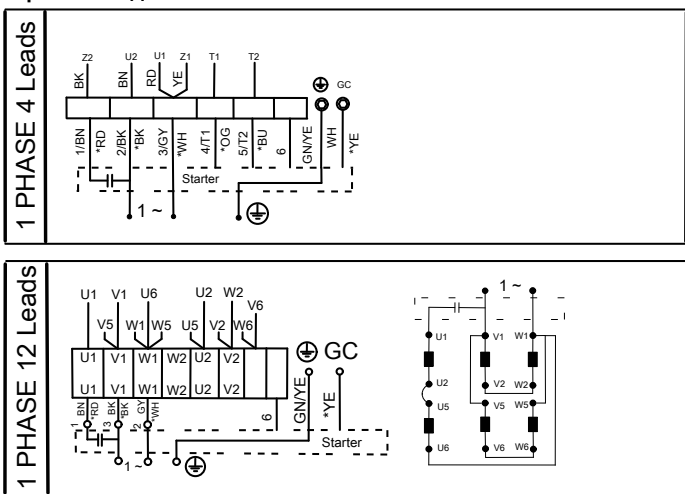 1 PHASE 4 Leads
Z2 U2 U1 Z1 T1 T2
BK BN RD YE GC
1/BN *RD 2/BK *BK 3/GY *WH 4/T1 *OG 5/T2 *BU 6 GN/YE WH *YE
Starter
1 ~
1 PHASE 12 Leads
U1 V1 U6 U2 W2
V5 W1 W5 U5 V2 W6 V6
U1 V1 W1 W2 U2 V2
U1 V1 W1 W2 U2 V2
GC
1 BN *RD 3 BK *BK 2 GY *WH 6 GN/YE *YE
Starter
1 ~
1 ~
U1 V1 W1
U2 V2 W2
U5 V5 W5
U6 V6 W6